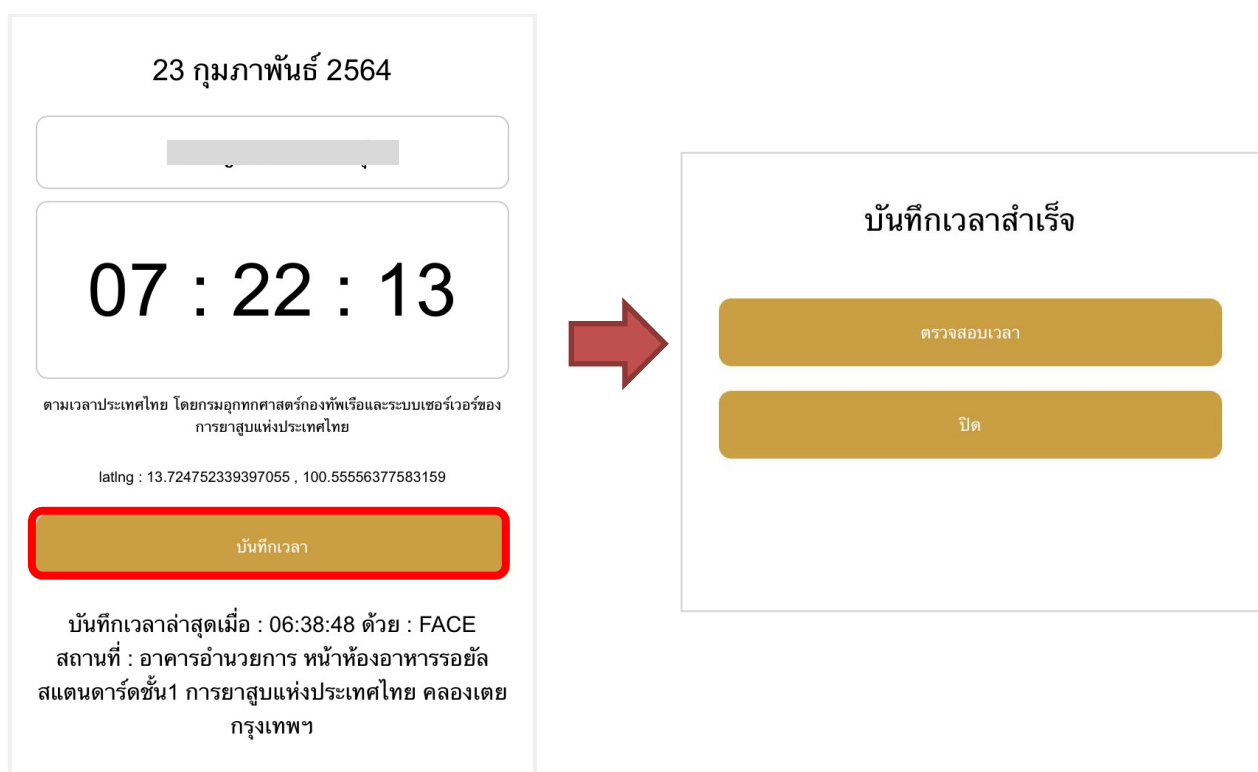 23 กุมภาพันธ์ 2564
07 : 22 : 13
ตามเวลาประเทศไทย โดยกรมอุทกศาสตร์กองทัพเรือและระบบเซอร์เวอร์ของ
การยาสูบแห่งประเทศไทย
latlng : 13.724752339397055 , 100.55556377583159
บันทึกเวลา
บันทึกเวลาล่าสุดเมื่อ : 06:38:48 ด้วย : FACE
สถานที่ : อาคารอำนวยการ หน้าห้องอาหารรอยัล
สแตนดาร์ดชั้น1 การยาสูบแห่งประเทศไทย คลองเตย
กรุงเทพฯ
บันทึกเวลาสำเร็จ
ตรวจสอบเวลา
ปิด